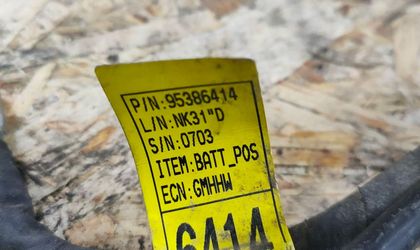 P/N:95386414
L/N:NK31"D
S/N:0703
ITEM:BATT_POS
ECN:GMHHW
6414